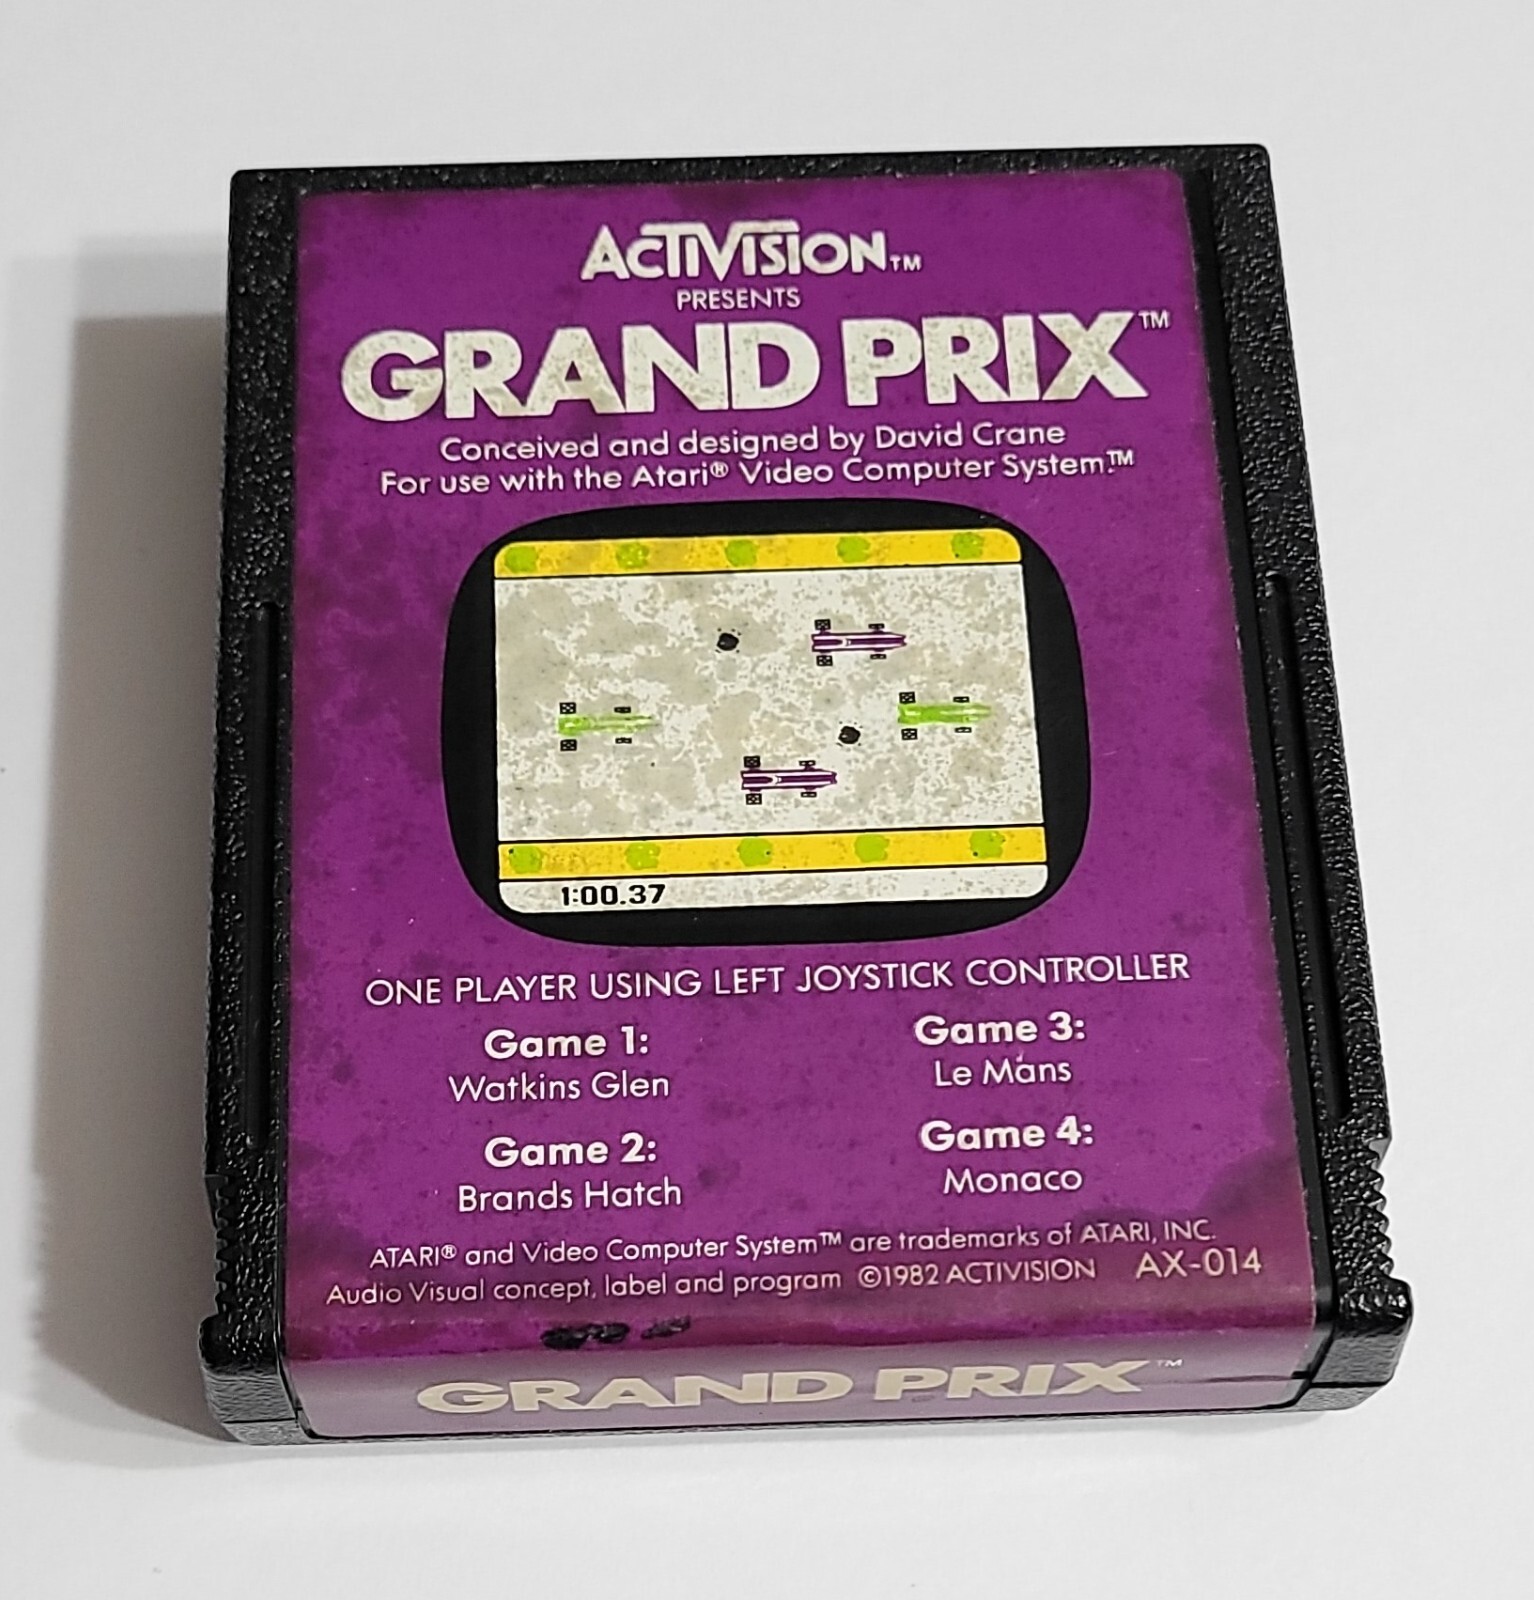 ACTIVISION™
PRESENTS
GRAND PRIX™
Conceived and designed by David Crane
For use with the Atari® Video Computer System.™
1:00.37
ONE PLAYER USING LEFT JOYSTICK CONTROLLER
Game 1:
Watkins Glen
Game 2:
Brands Hatch
Game 3:
Le Mans
Game 4:
Monaco
ATARI® and Video Computer System™ are trademarks of ATARI, INC.
Audio Visual concept, label and program ©1982 ACTIVISION AX-014
GRAND PRIX™